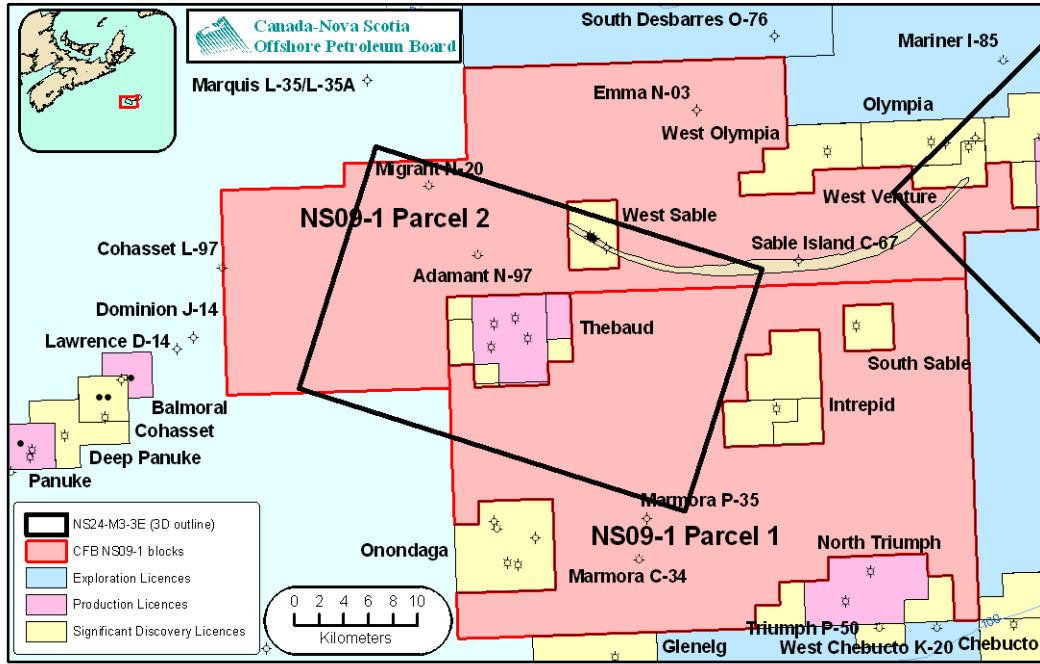 Canada-Nova Scotia
Offshore Petroleum Board
South Desbarres O-76
Mariner I-85
Marquis L-35/L-35A
Emma N-03
Olympia
West Olympia
Migrant N-20
NS09-1 Parcel 2
West Sable
West Venture
Cohasset L-97
Adamant N-97
Sable Island C-67
Dominion J-14
Thebaud
Lawrence D-14
South Sable
Balmoral
Intrepid
Cohasset
Deep Panuke
Panuke
NS24-M3-3E (3D outline)
CFB NS09-1 blocks
Exploration Licences
Production Licences
Significant Discovery Licences
Marmora P-35
NS09-1 Parcel 1
Onondaga
North Triumph
Marmora C-34
0 2 4 6 8 10
Kilometers
Triumph P-50
100
Glenelg
West Chebucto K-20
Chebucto